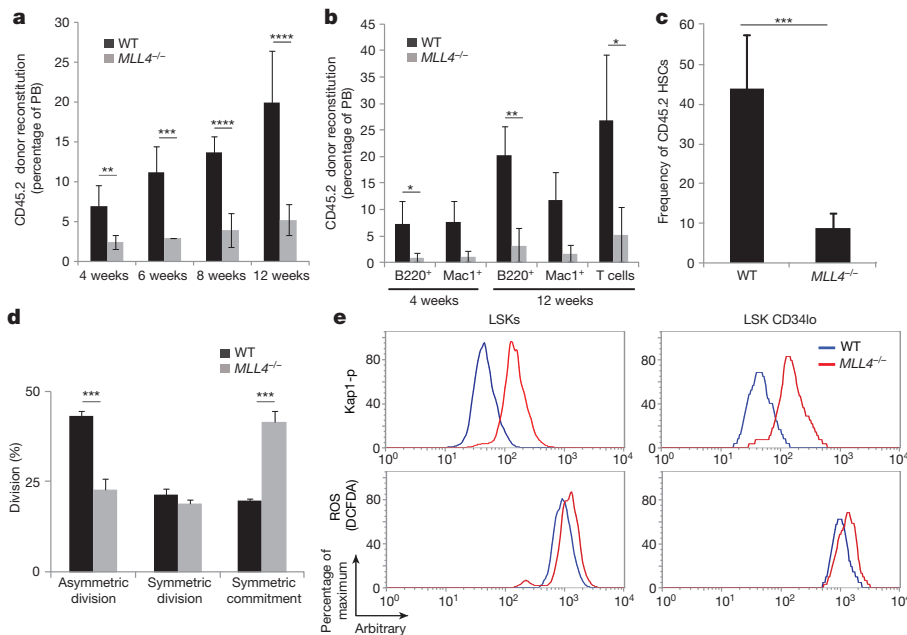 a
CD45.2 donor reconstitution
(percentage of PB)
30
25
20
15
10
5
0
WT
MLL4–/–
**
***
****
****
4 weeks 6 weeks 8 weeks 12 weeks
b
CD45.2 donor reconstitution
(percentage of PB)
45
40
35
30
25
20
15
10
5
0
WT
MLL4–/–
*
**
*
B220+ Mac1+ B220+ Mac1+ T cells
4 weeks 12 weeks
c
Frequency of CD45.2 HSCs
60
50
40
30
20
10
0
***
WT MLL4–/–
d
Division (%)
50
25
0
WT
MLL4–/–
***
***
Asymmetric division
Symmetric division
Symmetric commitment
e
LSKs
LSK CD34lo
Kap1-p
80
40
0
100 101 102 103 104
80
40
0
WT
MLL4–/–
100 101 102 103 104
ROS
(DCFDA)
80
40
0
100 101 102 103 104
80
40
0
100 101 102 103 104
Percentage of
maximum
Arbitrary